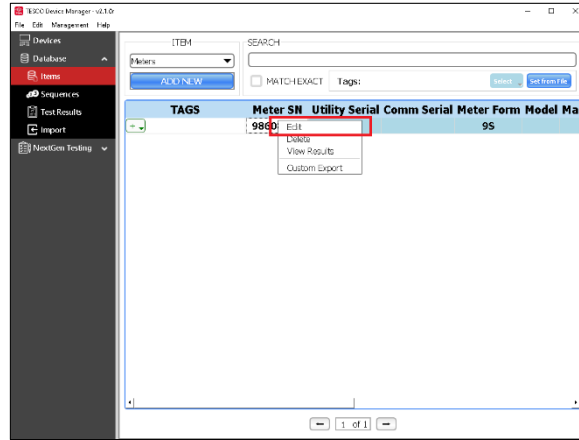 TESCO Device Manager - v2.1.0r
File Edit Management Help
Devices
Database
Items
Sequences
Test Results
Import
NextGen Testing
ITEM
Meters
ADD NEW
SEARCH
MATCH EXACT Tags: Select Set from File
TAGS Meter SN Utility Serial Comm Serial Meter Form Model Ma
9860 9S
Edit
Delete
View Results
Custom Export
1 of 1